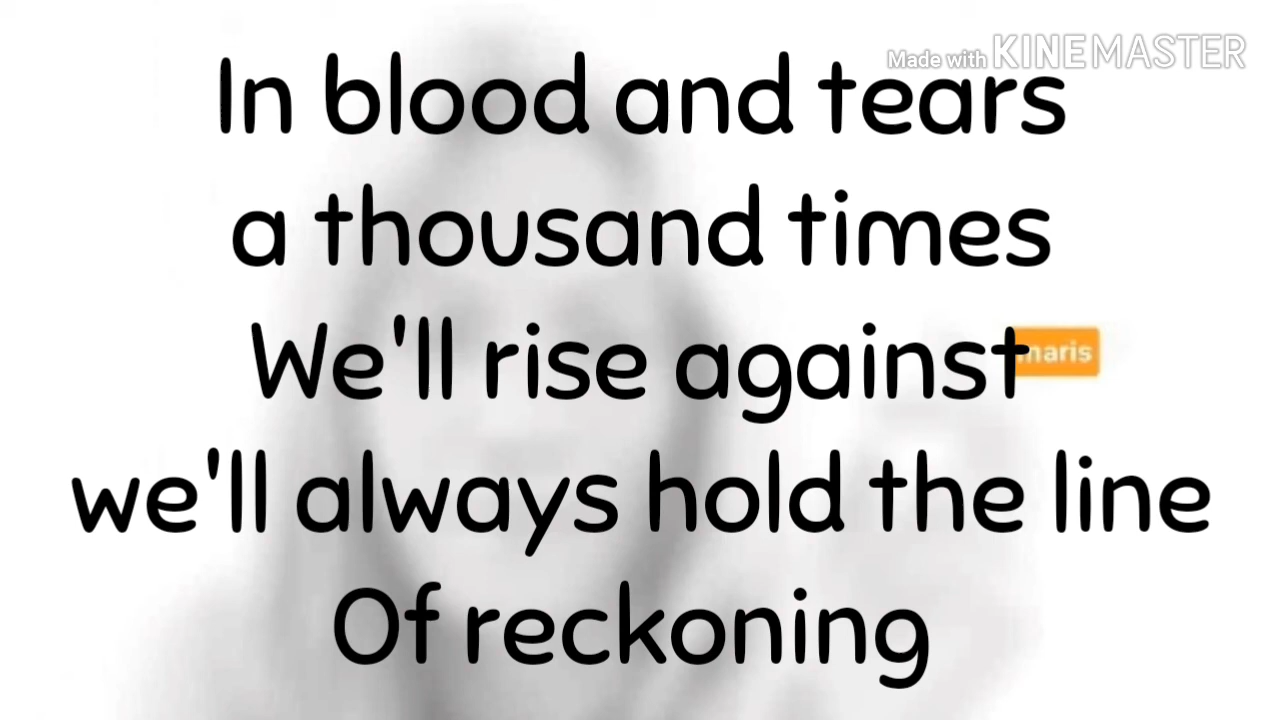 Made with KINEMASTER
In blood and tears
a thousand times
We'll rise against
maris
we'll always hold the line
Of reckoning